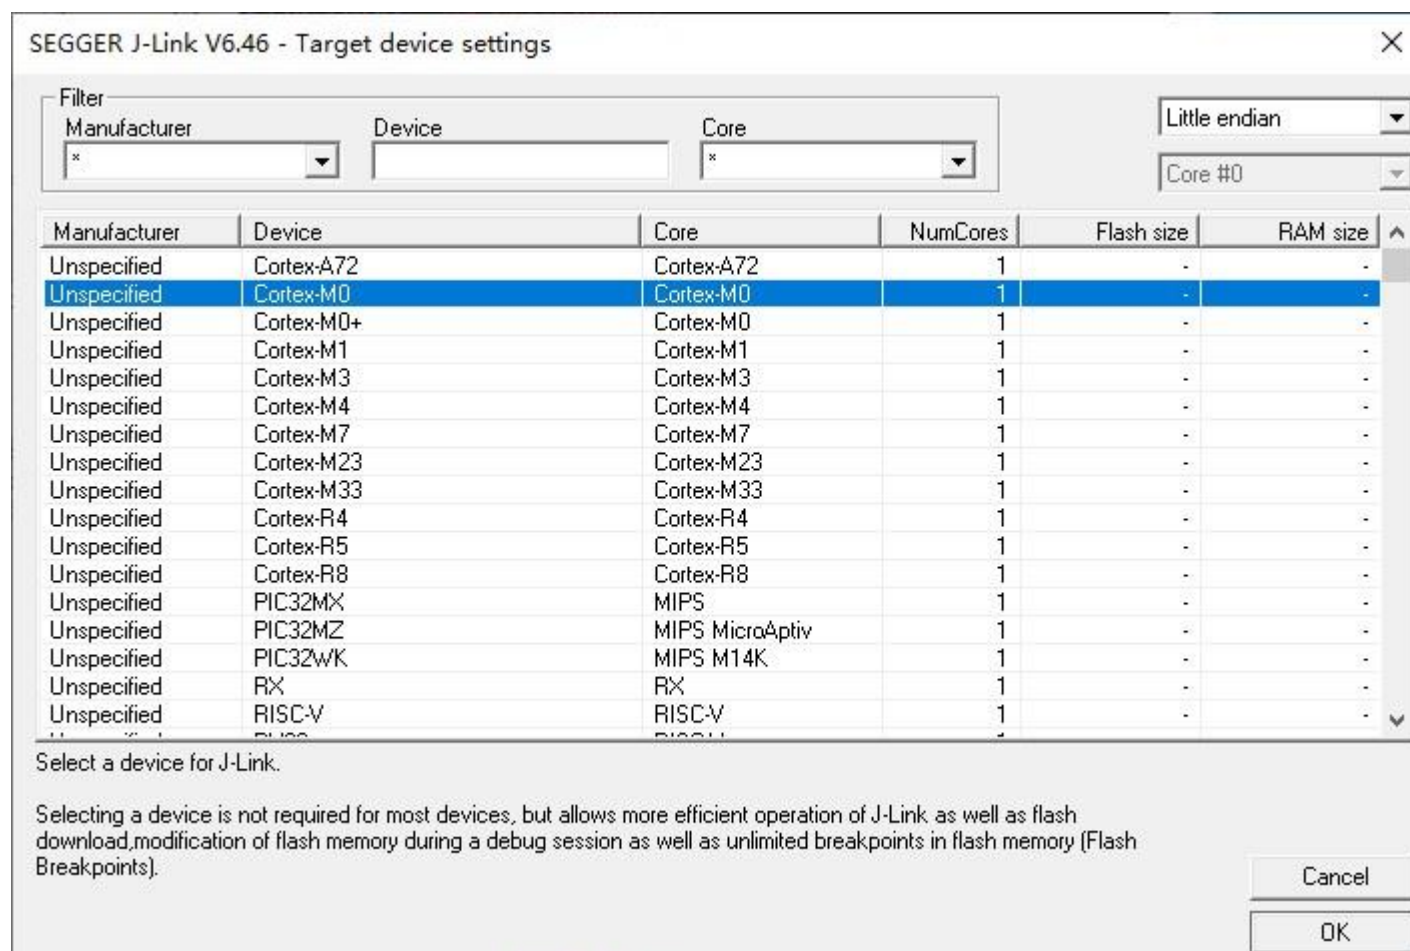 SEGGER J-Link V6.46 - Target device settings
Filter
Manufacturer Device Core
* *
Little endian
Core #0
Manufacturer Device Core NumCores Flash size RAM size
Unspecified Cortex-A72 Cortex-A72 1 - -
Unspecified Cortex-M0 Cortex-M0 1 - -
Unspecified Cortex-M0+ Cortex-M0 1 - -
Unspecified Cortex-M1 Cortex-M1 1 - -
Unspecified Cortex-M3 Cortex-M3 1 - -
Unspecified Cortex-M4 Cortex-M4 1 - -
Unspecified Cortex-M7 Cortex-M7 1 - -
Unspecified Cortex-M23 Cortex-M23 1 - -
Unspecified Cortex-M33 Cortex-M33 1 - -
Unspecified Cortex-R4 Cortex-R4 1 - -
Unspecified Cortex-R5 Cortex-R5 1 - -
Unspecified Cortex-R8 Cortex-R8 1 - -
Unspecified PIC32MX MIPS 1 - -
Unspecified PIC32MZ MIPS MicroAptiv 1 - -
Unspecified PIC32WK MIPS M14K 1 - -
Unspecified RX RX 1 - -
Unspecified RISC-V RISC-V 1 - -
Select a device for J-Link.
Selecting a device is not required for most devices, but allows more efficient operation of J-Link as well as flash
download,modification of flash memory during a debug session as well as unlimited breakpoints in flash memory (Flash
Breakpoints).
Cancel
OK